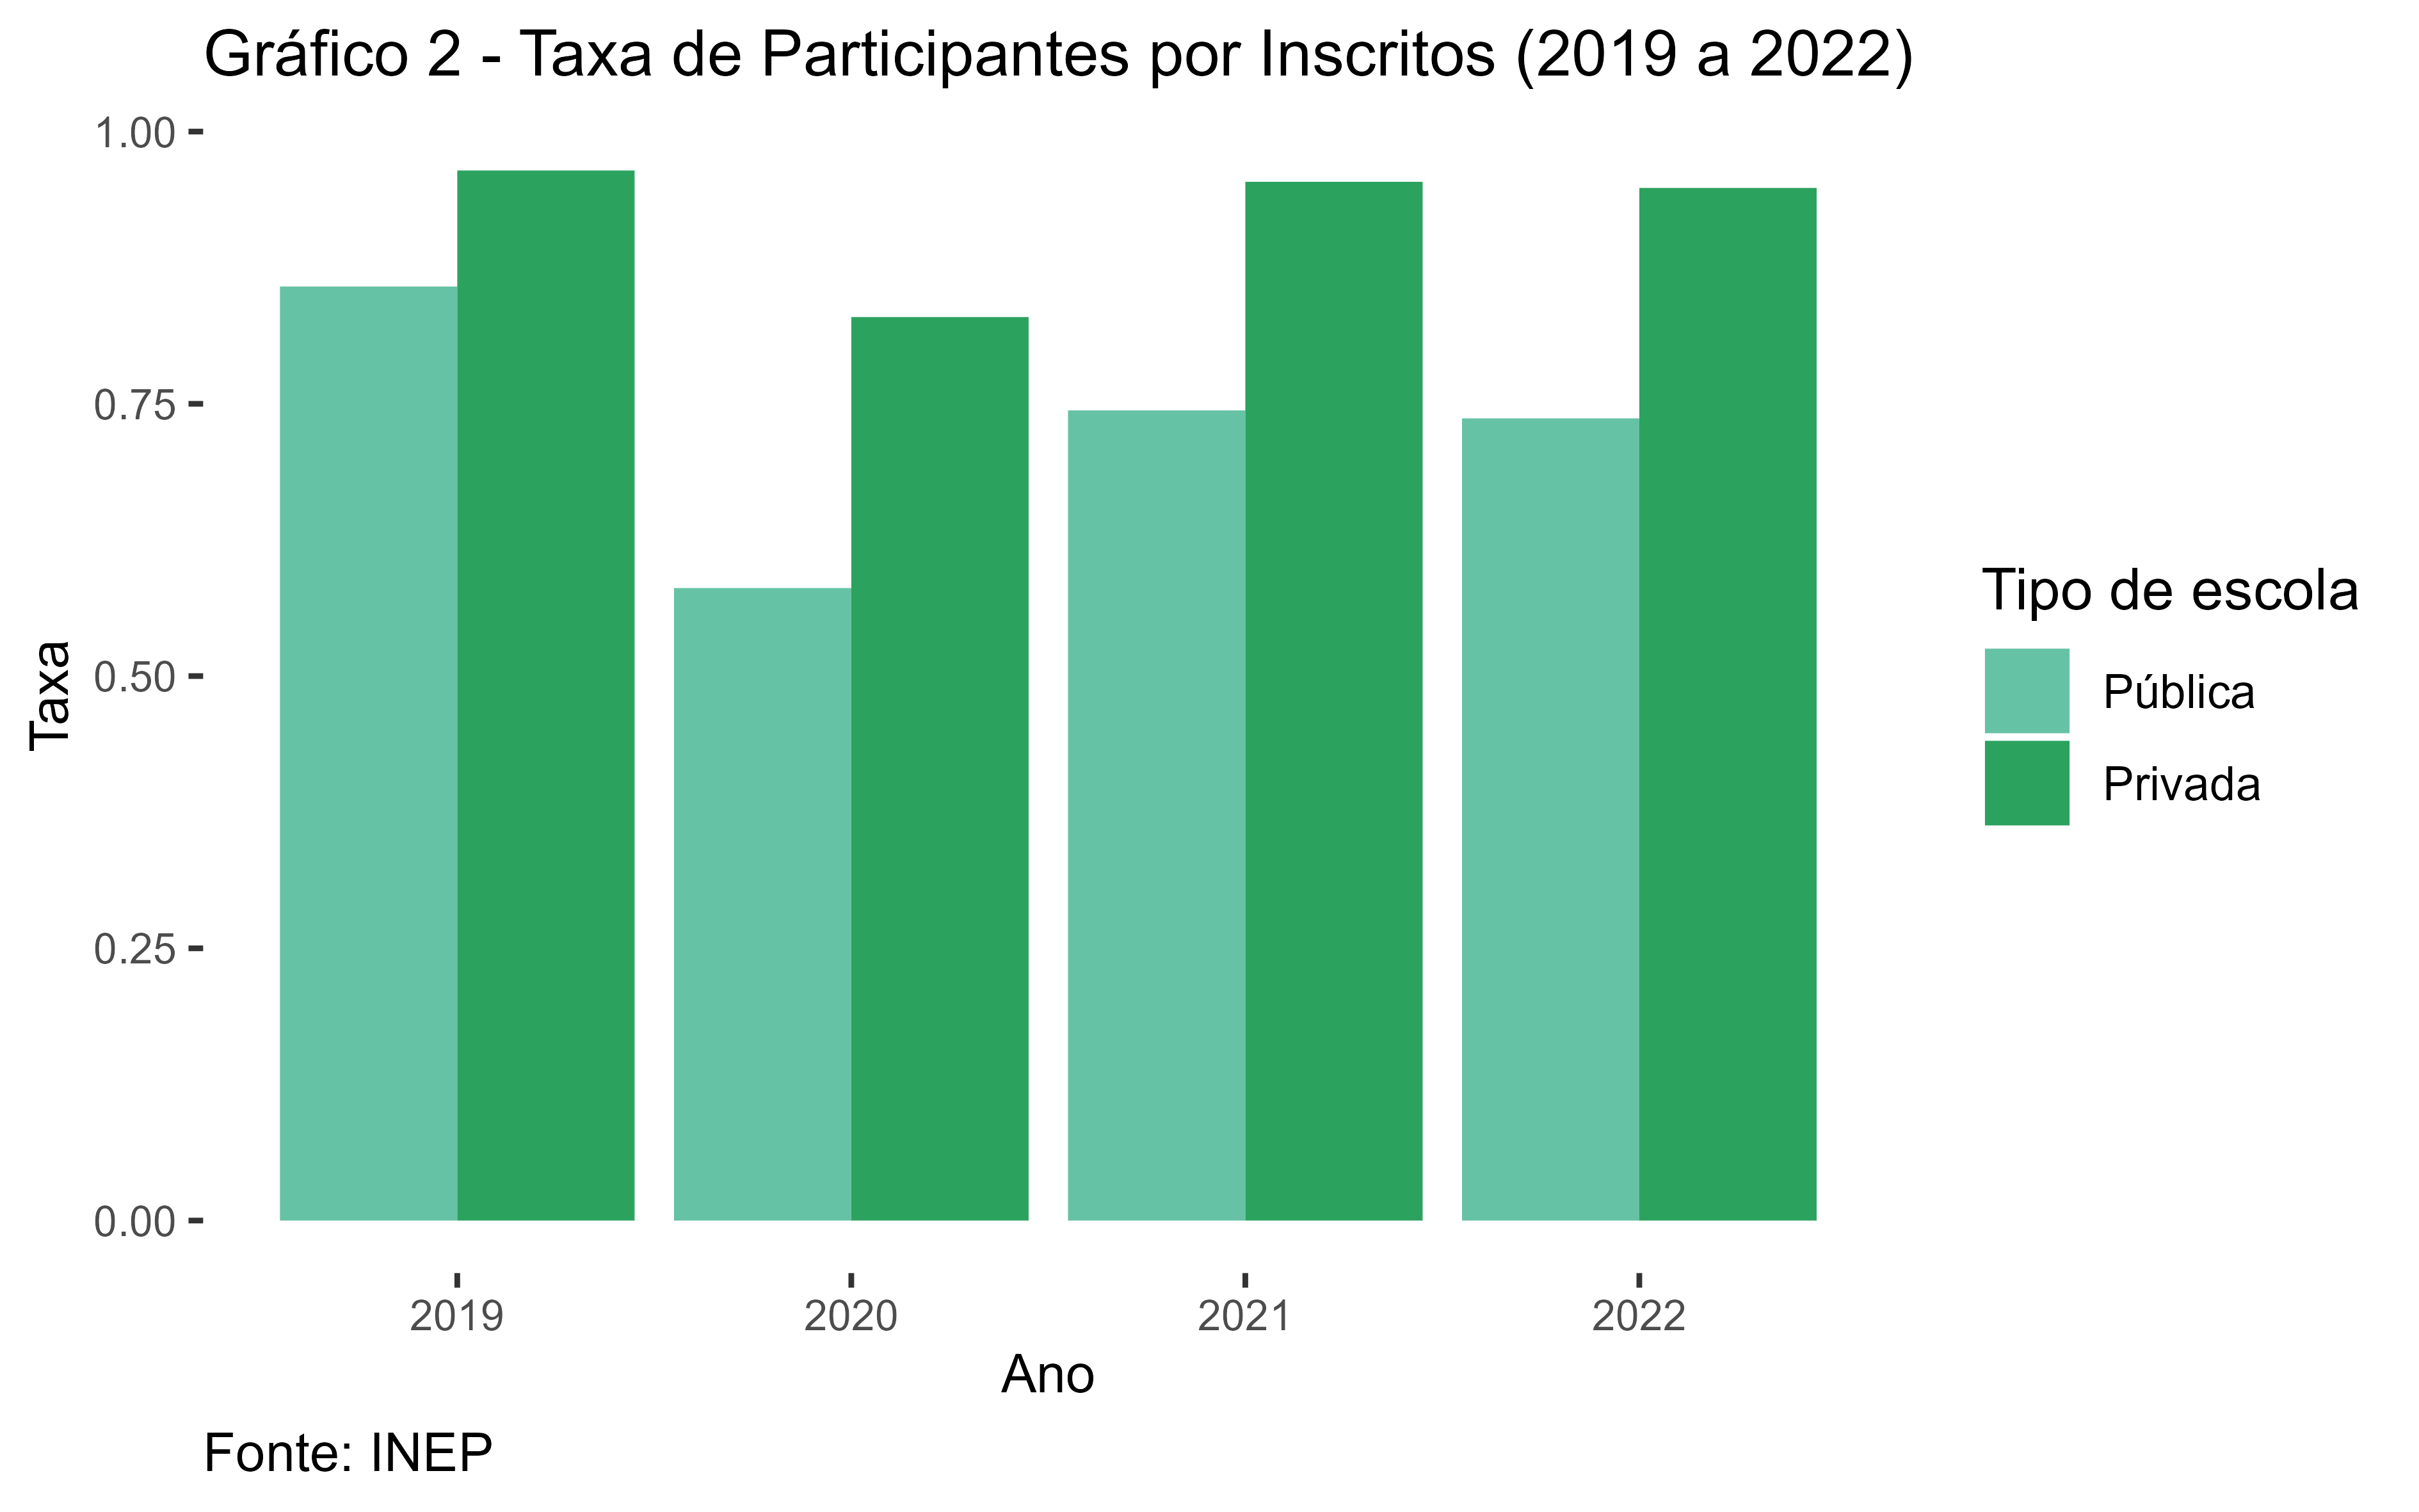 Gráfico 2 - Taxa de Participantes por Inscritos (2019 a 2022)
1.00
0.75
0.50
0.25
0.00
Taxa
2019 2020 2021 2022
Ano
Tipo de escola
Pública
Privada
Fonte: INEP